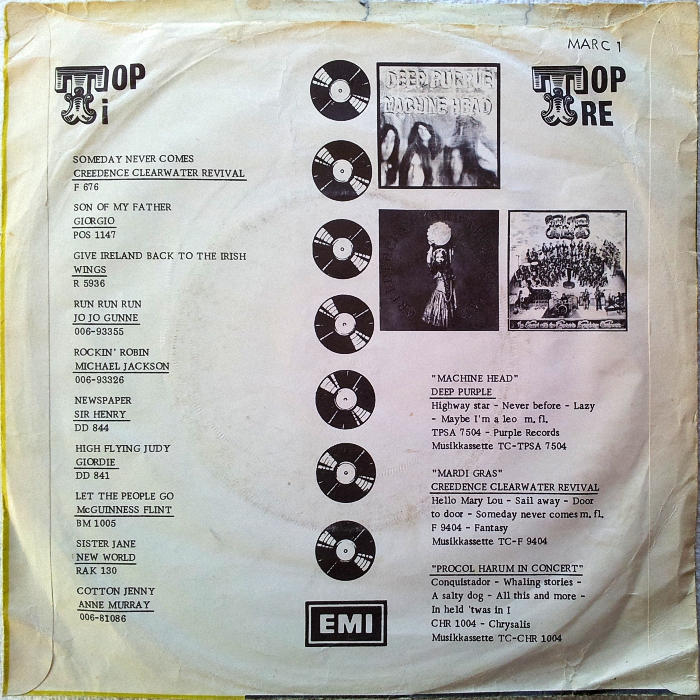 MARC 1
TOP i
TOP RE
SOMEDAY NEVER COMES
CREEDENCE CLEARWATER REVIVAL
F 676
SON OF MY FATHER
GIORGIO
POS 1147
GIVE IRELAND BACK TO THE IRISH
WINGS
R 5936
RUN RUN RUN
JO JO GUNNE
006-93355
ROCKIN' ROBIN
MICHAEL JACKSON
006-93326
NEWSPAPER
SIR HENRY
DD 844
HIGH FLYING JUDY
GIORDIE
DD 841
LET THE PEOPLE GO
McGUINNESS FLINT
BM 1005
SISTER JANE
NEW WORLD
RAK 130
COTTON JENNY
ANNE MURRAY
006-81086
DEEP PURPLE
MACHINE HEAD
EMI
"MACHINE HEAD"
DEEP PURPLE
Highway star - Never before - Lazy
- Maybe I'm a leo m. fl.
TPSA 7504 - Purple Records
Musikkassette TC-TPSA 7504
"MARDI GRAS"
CREEDENCE CLEARWATER REVIVAL
Hello Mary Lou - Sail away - Door
to door - Someday never comes m. fl.
F 9404 - Fantasy
Musikkassette TC-F 9404
"PROCOL HARUM IN CONCERT"
Conquistador - Whaling stories -
A salty dog - All this and more -
In held 'twas in I
CHR 1004 - Chrysalis
Musikkassette TC-CHR 1004